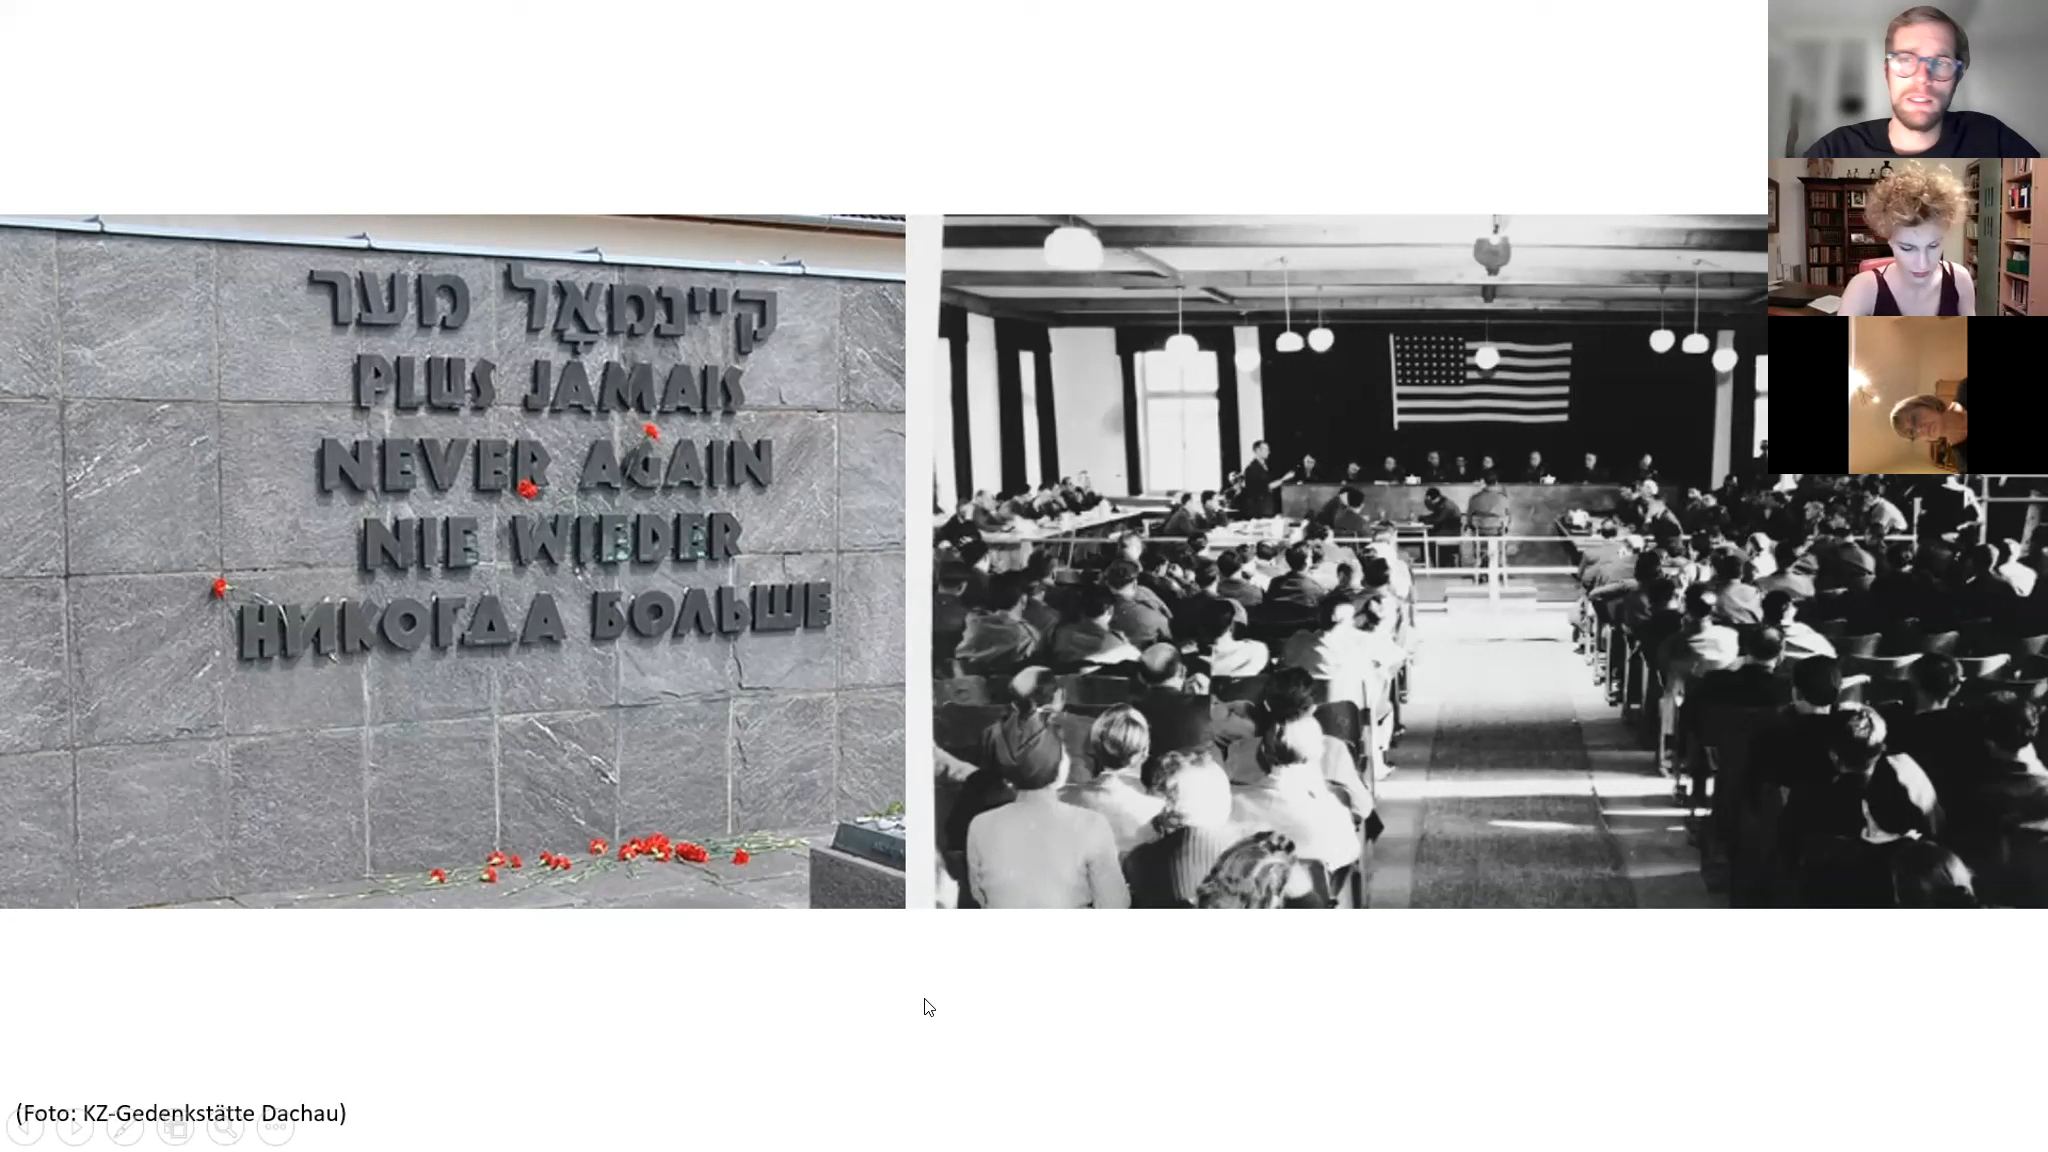 קיינמאָל מער
PLUS JAMAIS
NEVER AGAIN
NIE WIEDER
НИКОГДА БОЛЬШЕ
(Foto: KZ-Gedenkstätte Dachau)